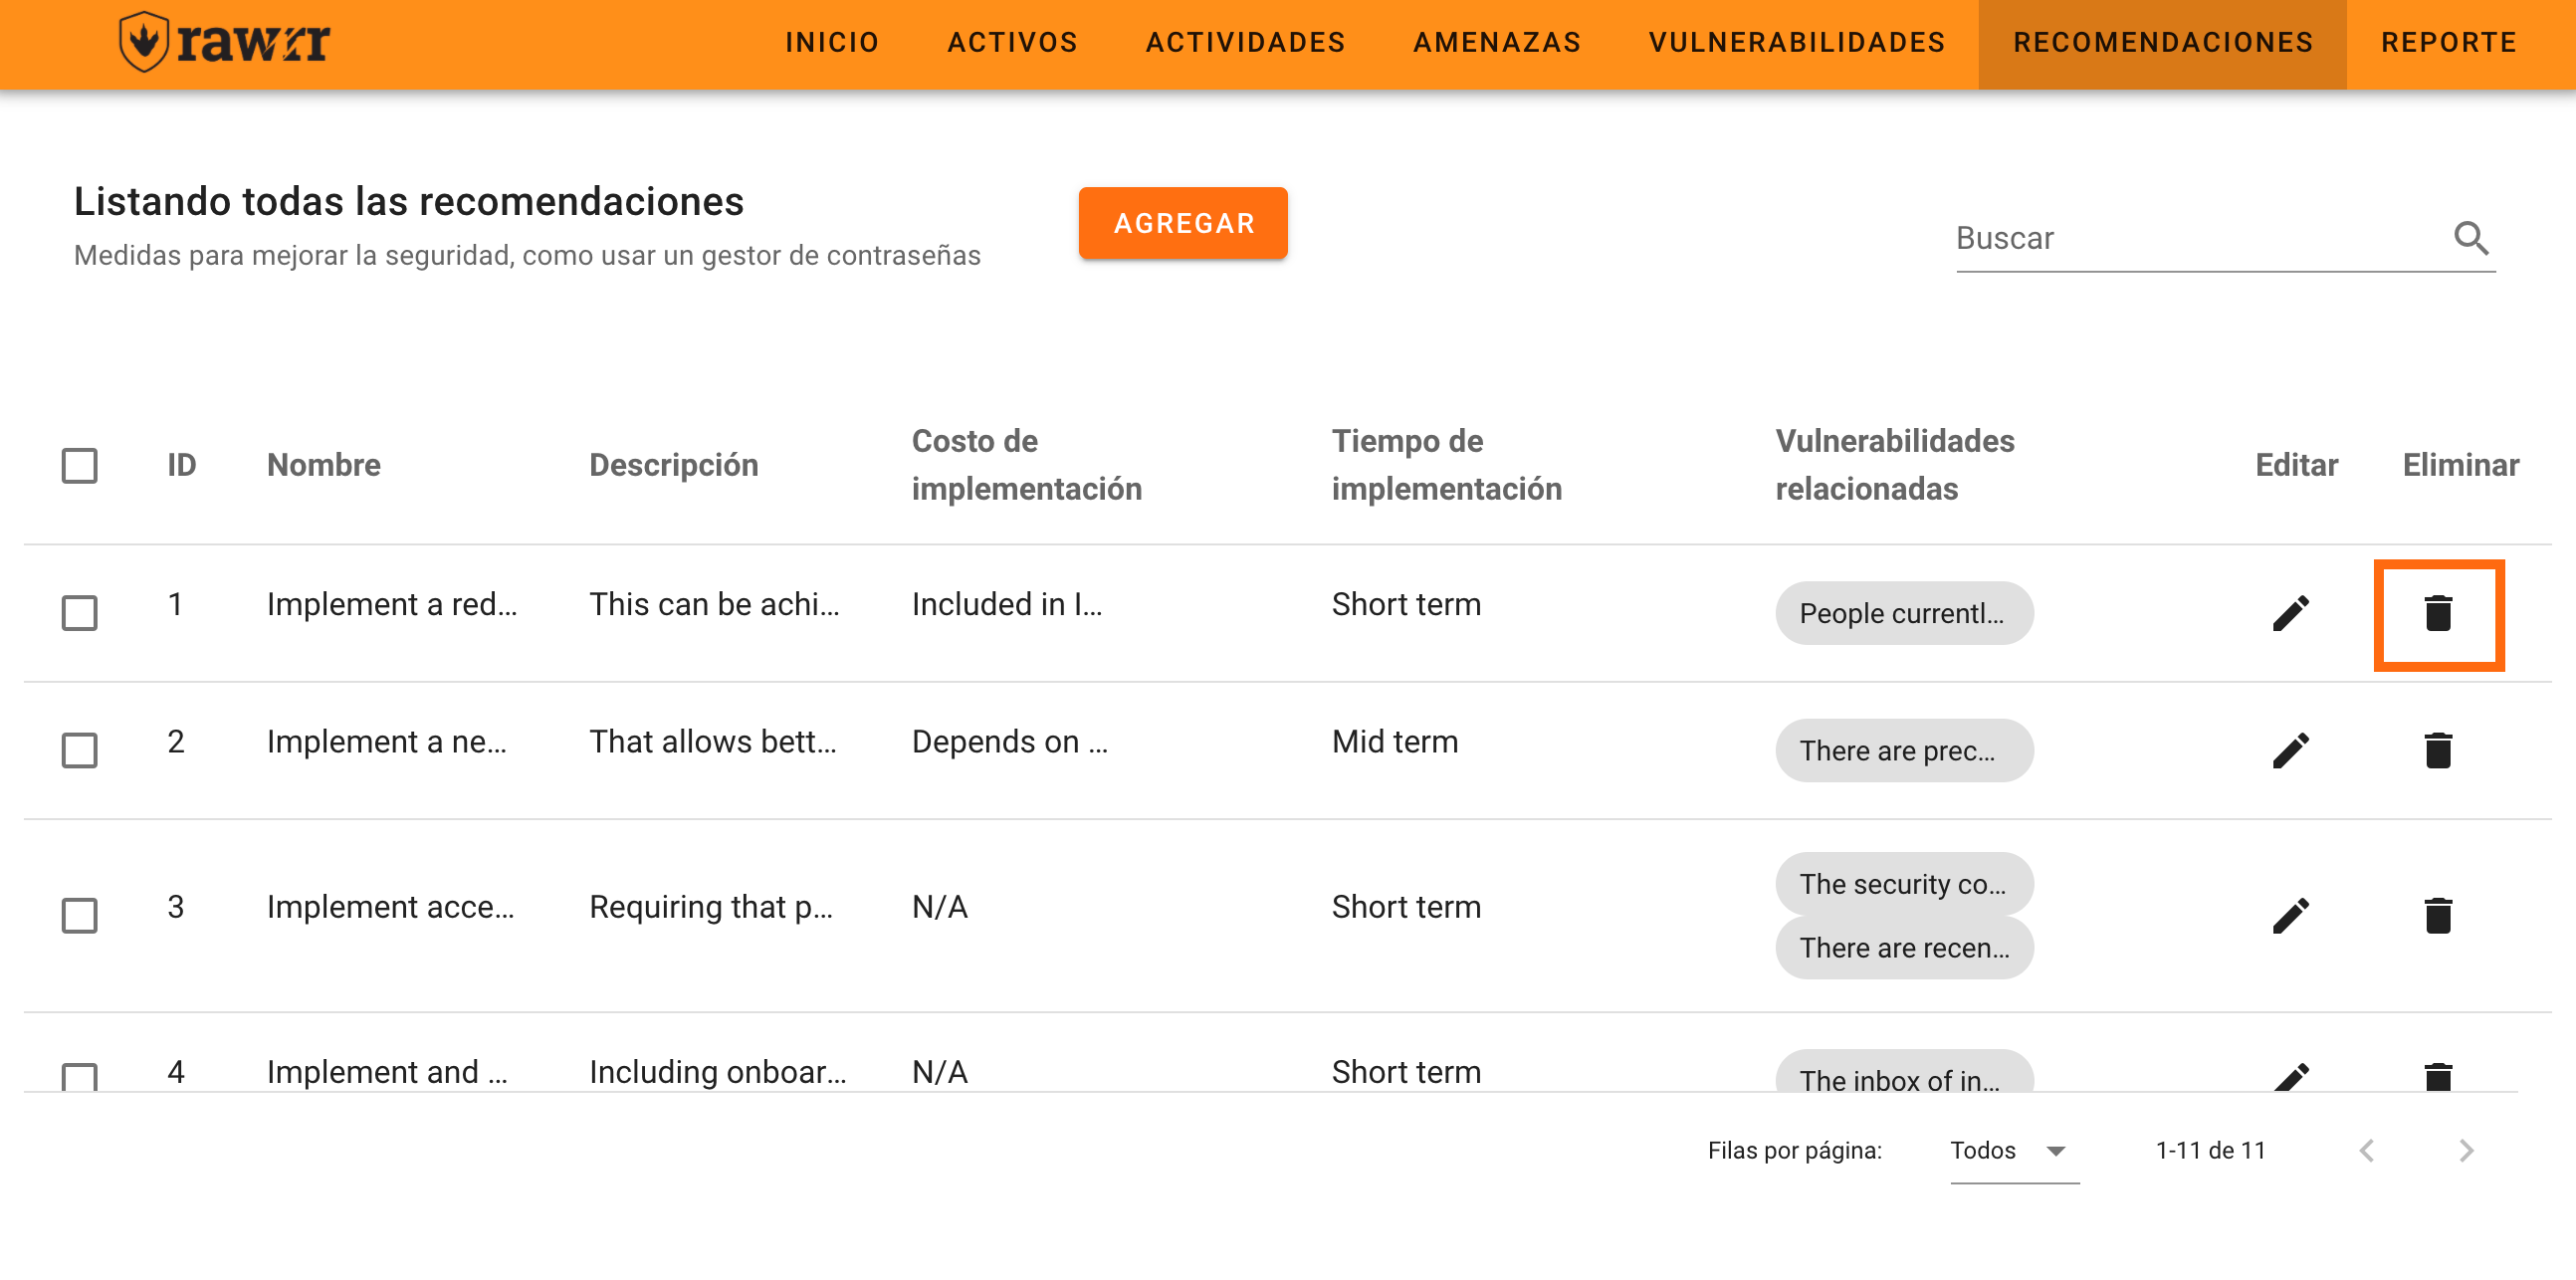 rawrr
INICIO ACTIVOS ACTIVIDADES AMENAZAS VULNERABILIDADES RECOMENDACIONES REPORTE
Listando todas las recomendaciones
Medidas para mejorar la seguridad, como usar un gestor de contraseñas
AGREGAR
Buscar
ID Nombre Descripción Costo de implementación Tiempo de implementación Vulnerabilidades relacionadas Editar Eliminar
1 Implement a red... This can be achi... Included in I... Short term People currentl...
2 Implement a ne... That allows bett... Depends on ... Mid term There are prec...
3 Implement acce... Requiring that p... N/A Short term The security co...
There are recen...
4 Implement and ... Including onboar... N/A Short term The inbox of in...
Filas por página: Todos 1-11 de 11